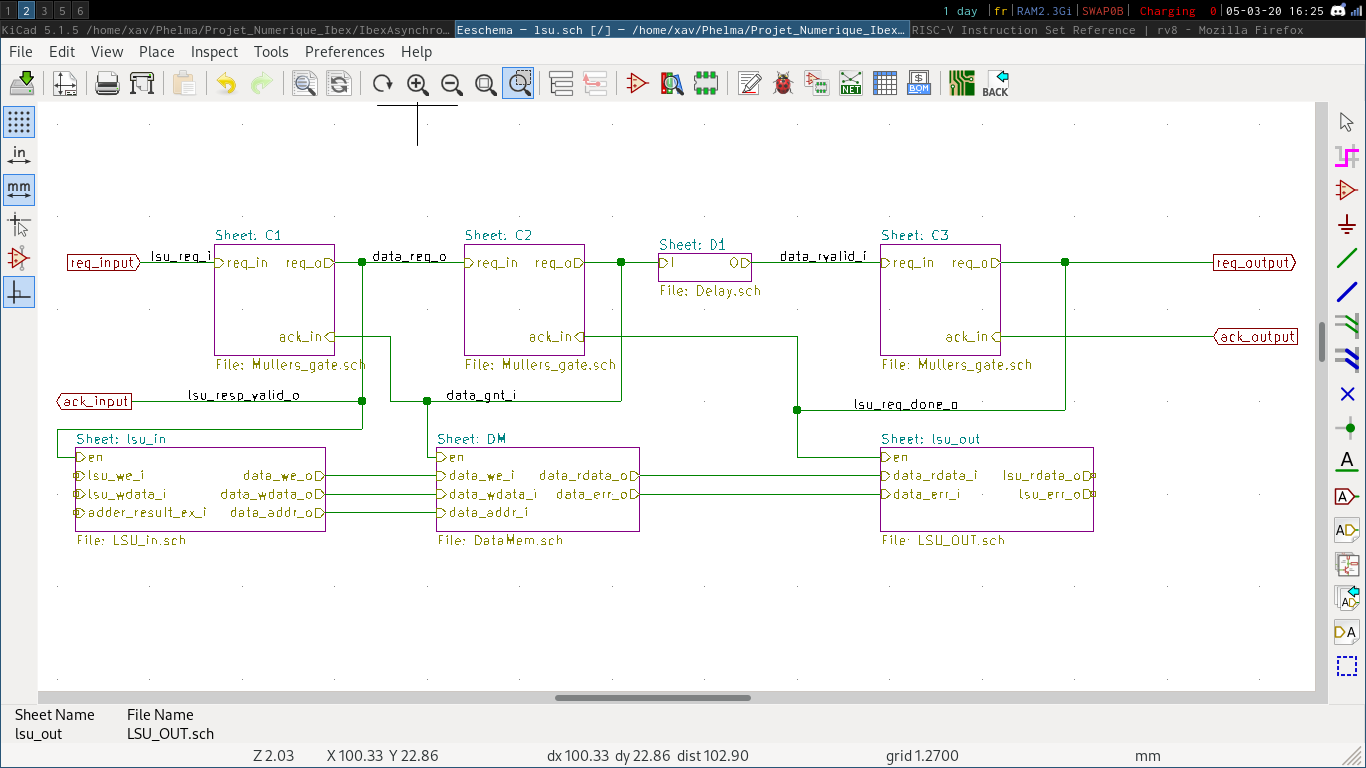 1 2 3 5 6 1 day |fr |RAM2.3Gi|SWAP0B| Charging 0| 05-03-20 16:25
KiCad 5.1.5 /home/xav/Phelma/Projet_Numerique_Ibex/IbexAsynchro… Eeschema — lsu.sch [/] — /home/xav/Phelma/Projet_Numerique_Ibex… RISC-V Instruction Set Reference | rv8 - Mozilla Firefox
File Edit View Place Inspect Tools Preferences Help
NET BOM BACK
in
mm
Sheet: C1 Sheet: C2 Sheet: D1 Sheet: C3
req_input lsu_req_i req_in req_o data_req_o req_in req_o I O data_rvalid_i req_in req_o req_output
File: Delay.sch
ack_in ack_in ack_in ack_output
File: Mullers_gate.sch File: Mullers_gate.sch File: Mullers_gate.sch
ack_input lsu_resp_valid_o data_gnt_i lsu_req_done_o
Sheet: lsu_in Sheet: DM Sheet: lsu_out
en en en
lsu_we_i data_we_o data_we_i data_rdata_o data_rdata_i lsu_rdata_o
lsu_wdata_i data_wdata_o data_wdata_i data_err_o data_err_i lsu_err_o
adder_result_ex_i data_addr_o data_addr_i
File: LSU_in.sch File: DataMem.sch File: LSU_OUT.sch
A
A
A
A
A
Sheet Name File Name
lsu_out LSU_OUT.sch
Z 2.03 X 100.33 Y 22.86 dx 100.33 dy 22.86 dist 102.90 grid 1.2700 mm